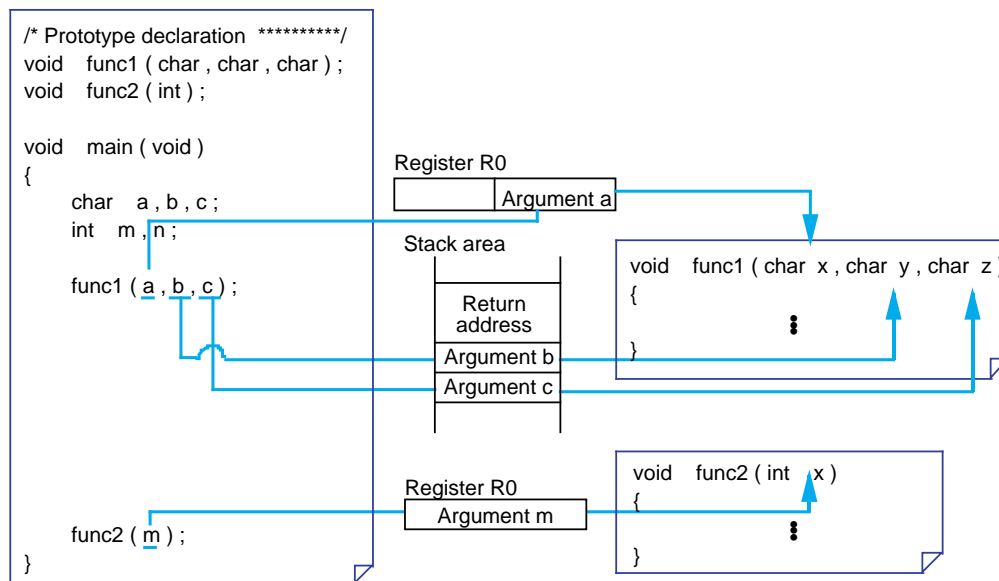 /* Prototype declaration **********/
void func1 ( char , char , char ) ;
void func2 ( int ) ;
void main ( void )
{
char a , b , c ;
int m , n ;
func1 ( a , b , c ) ;
func2 ( m ) ;
}
Register R0
Argument a
Stack area
Return
address
Argument b
Argument c
void func1 ( char x , char y , char z )
{
}
Register R0
Argument m
void func2 ( int x )
{
}